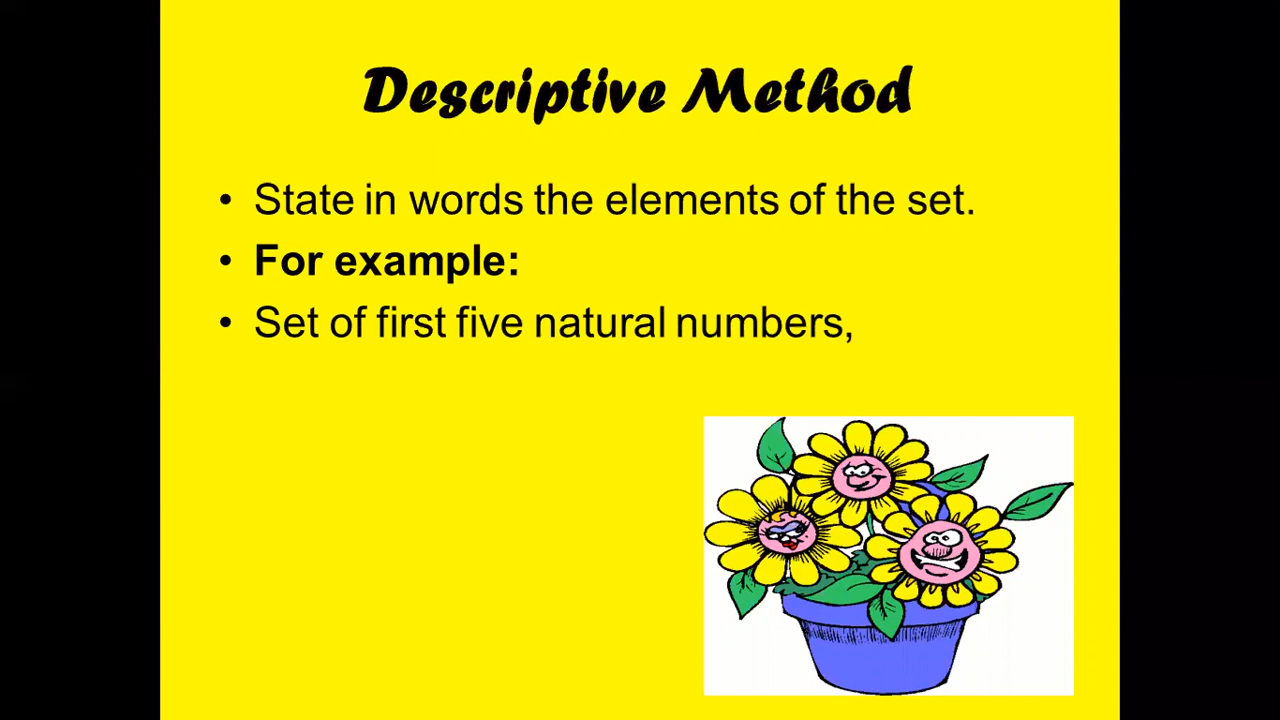 Descriptive Method
• State in words the elements of the set.
• For example:
• Set of first five natural numbers,